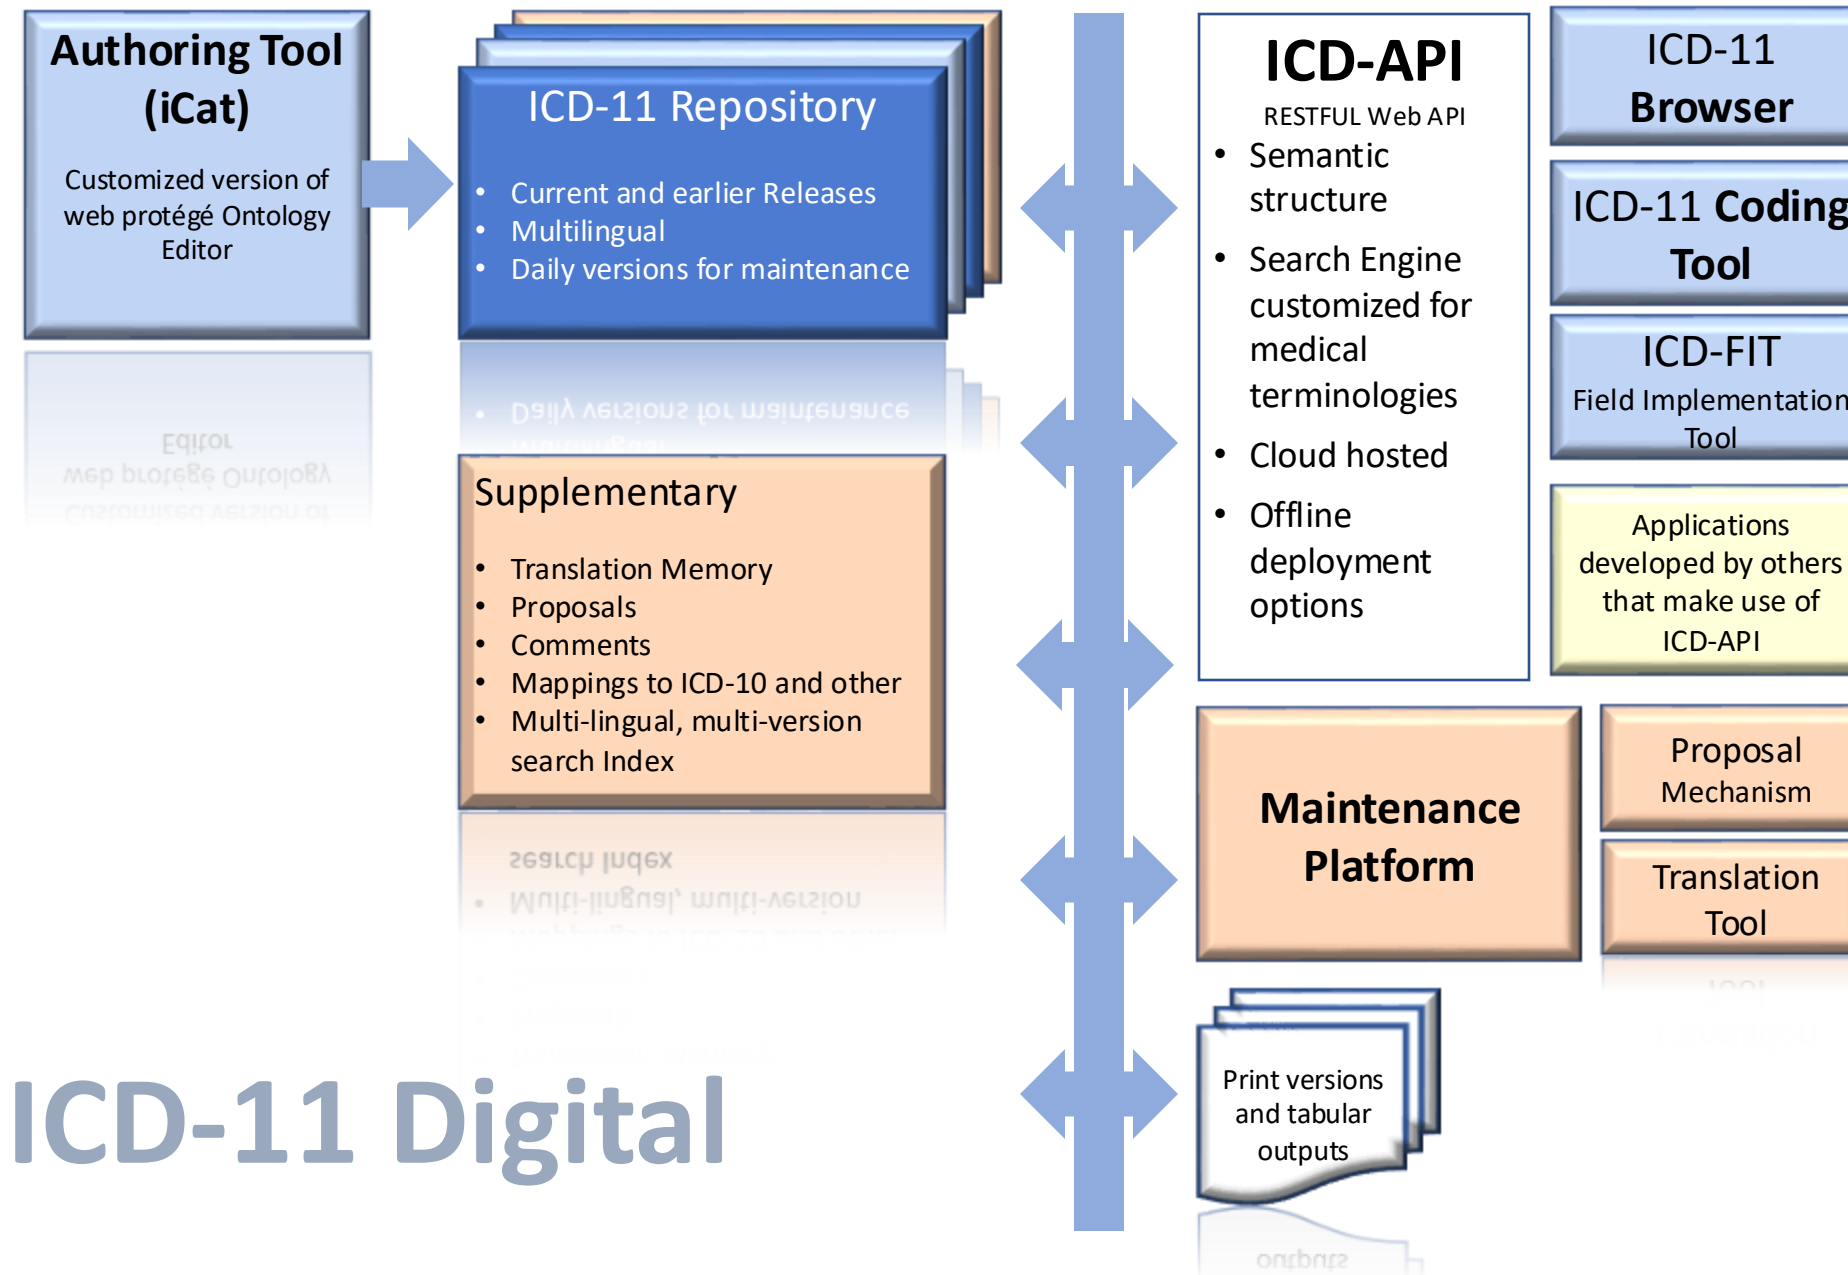 Authoring Tool
(iCat)
Customized version of
web protégé Ontology
Editor
ICD-11 Repository
• Current and earlier Releases
• Multilingual
• Daily versions for maintenance
Supplementary
• Translation Memory
• Proposals
• Comments
• Mappings to ICD-10 and other
• Multi-lingual, multi-version
search Index
ICD-API
RESTFUL Web API
• Semantic
structure
• Search Engine
customized for
medical
terminologies
• Cloud hosted
• Offline
deployment
options
ICD-11
Browser
ICD-11 Coding
Tool
ICD-FIT
Field Implementation
Tool
Applications
developed by others
that make use of
ICD-API
Maintenance
Platform
Proposal
Mechanism
Translation
Tool
Print versions
and tabular
outputs
ICD-11 Digital